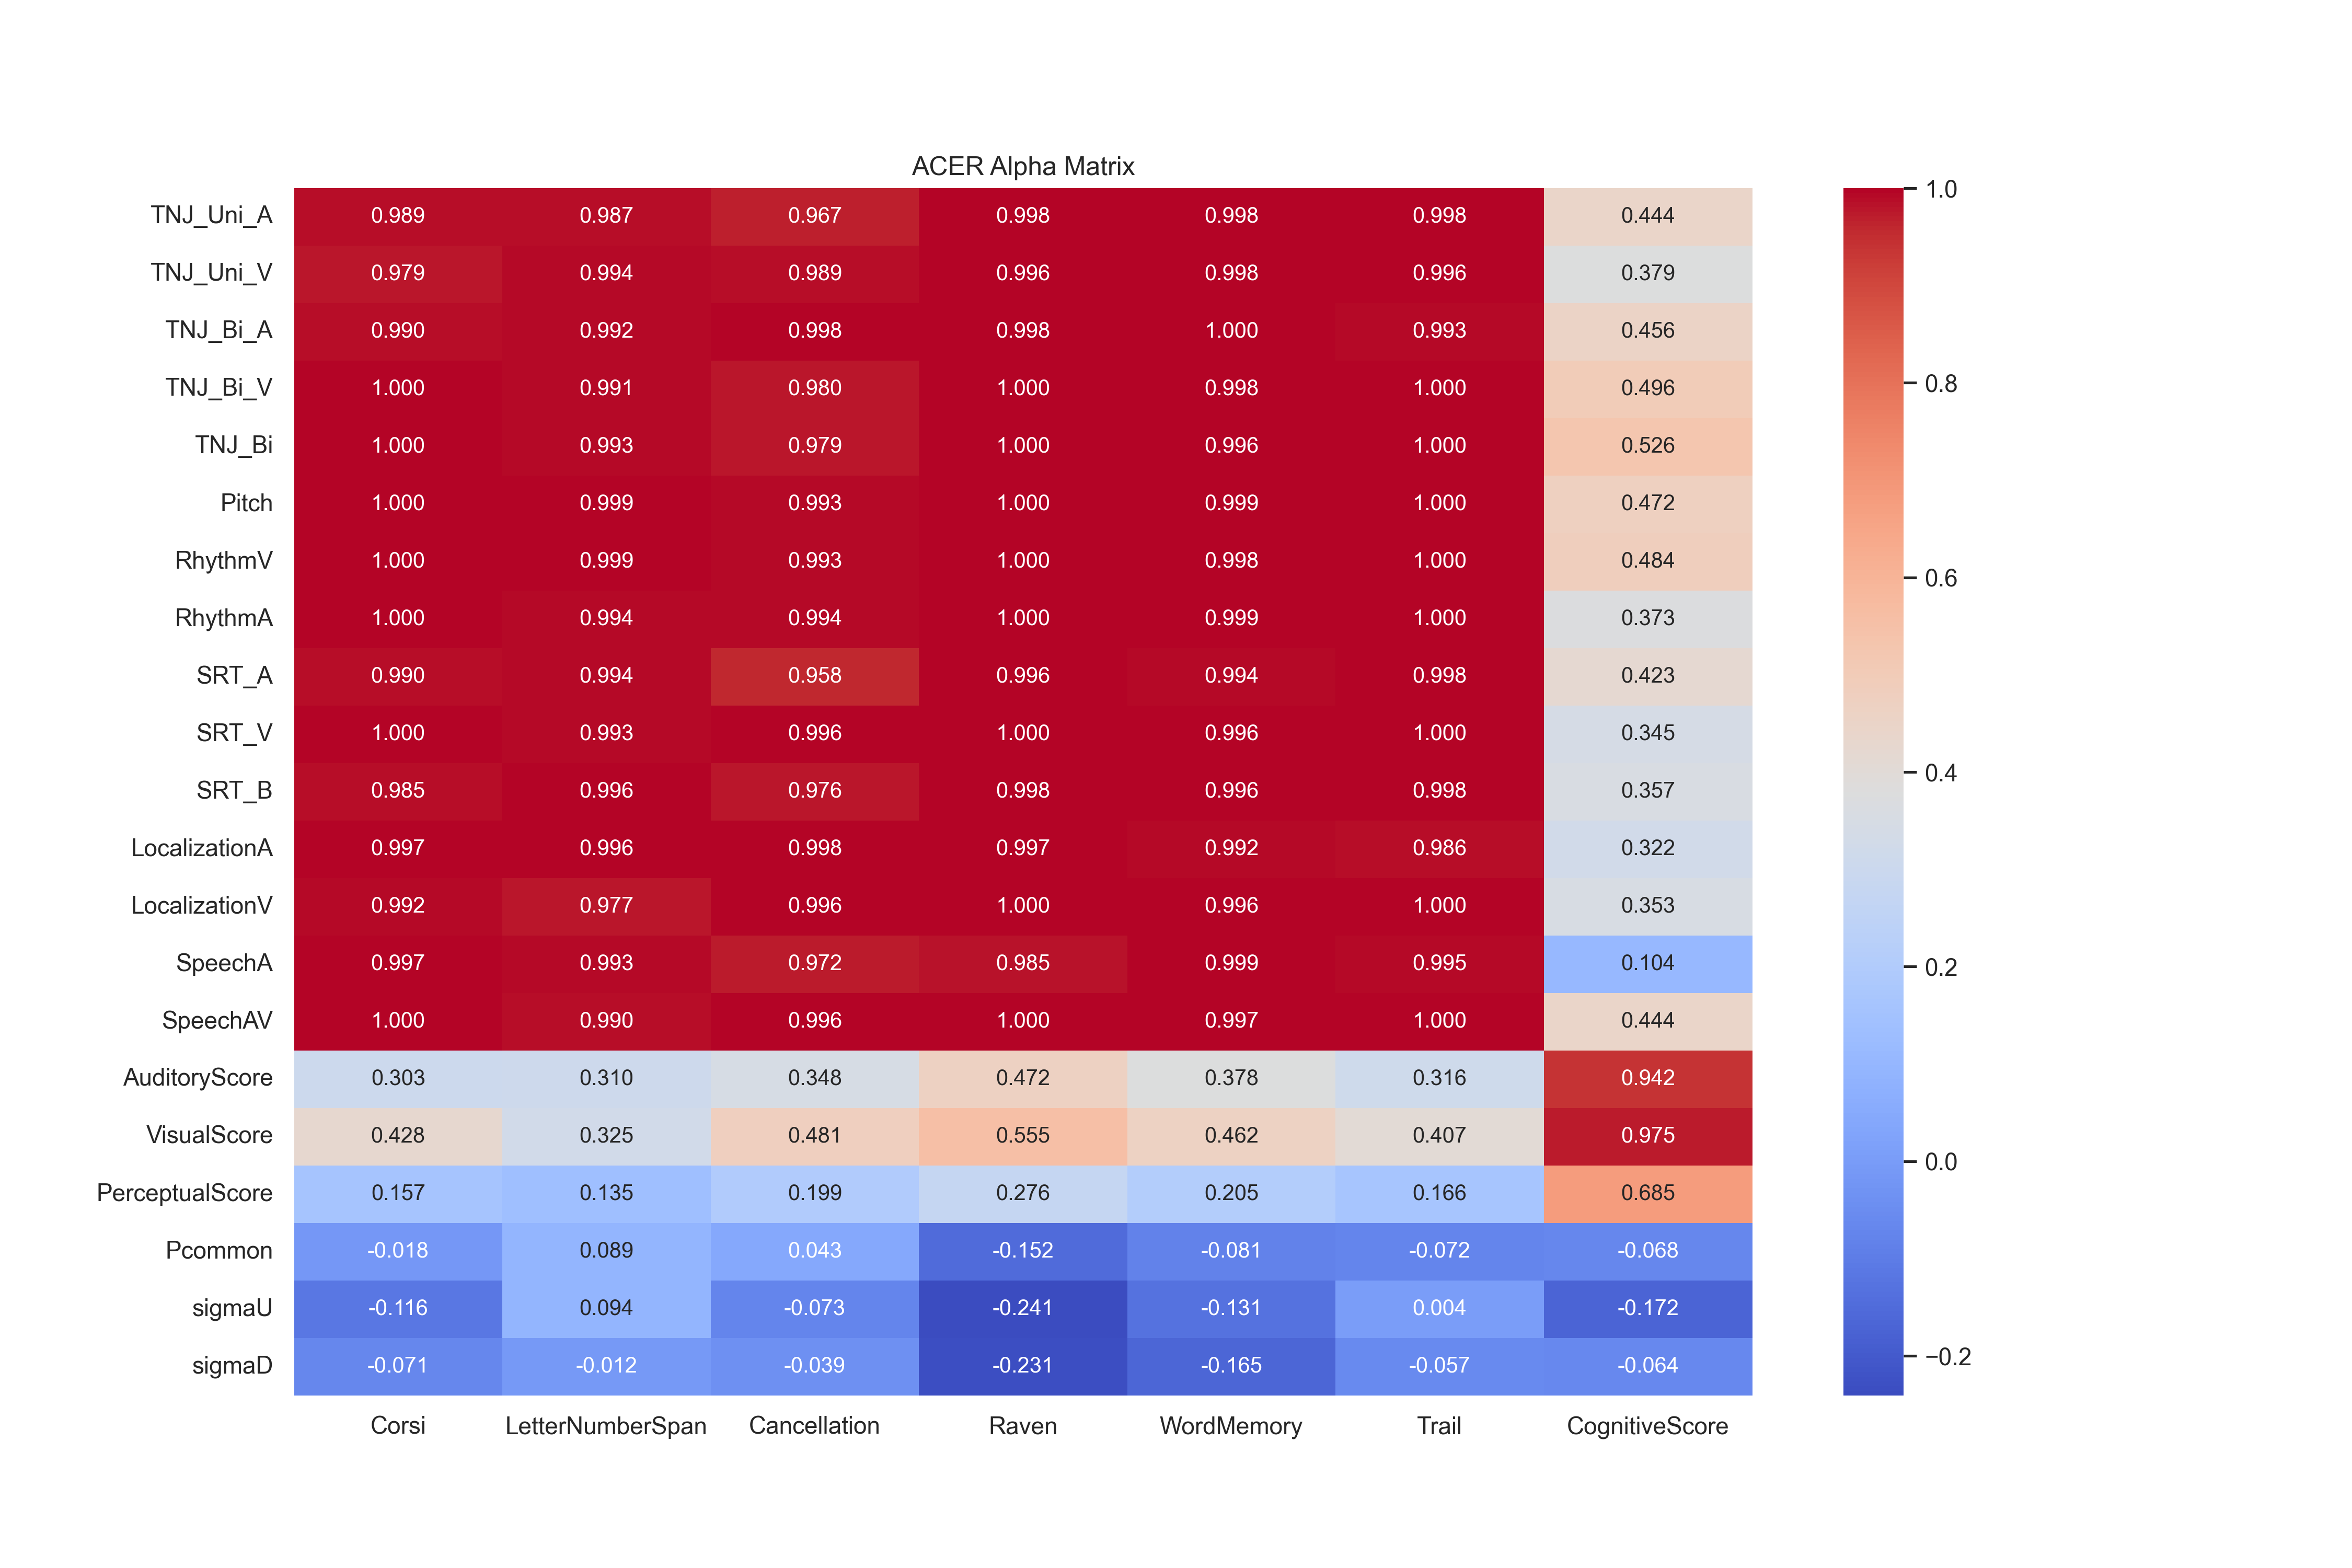 ACER Alpha Matrix
TNJ_Uni_A 0.989 0.987 0.967 0.998 0.998 0.998 0.444
TNJ_Uni_V 0.979 0.994 0.989 0.996 0.998 0.996 0.379
TNJ_Bi_A 0.990 0.992 0.998 0.998 1.000 0.993 0.456
TNJ_Bi_V 1.000 0.991 0.980 1.000 0.998 1.000 0.496
TNJ_Bi 1.000 0.993 0.979 1.000 0.996 1.000 0.526
Pitch 1.000 0.999 0.993 1.000 0.999 1.000 0.472
RhythmV 1.000 0.999 0.993 1.000 0.998 1.000 0.484
RhythmA 1.000 0.994 0.994 1.000 0.999 1.000 0.373
SRT_A 0.990 0.994 0.958 0.996 0.994 0.998 0.423
SRT_V 1.000 0.993 0.996 1.000 0.996 1.000 0.345
SRT_B 0.985 0.996 0.976 0.998 0.996 0.998 0.357
LocalizationA 0.997 0.996 0.998 0.997 0.992 0.986 0.322
LocalizationV 0.992 0.977 0.996 1.000 0.996 1.000 0.353
SpeechA 0.997 0.993 0.972 0.985 0.999 0.995 0.104
SpeechAV 1.000 0.990 0.996 1.000 0.997 1.000 0.444
AuditoryScore 0.303 0.310 0.348 0.472 0.378 0.316 0.942
VisualScore 0.428 0.325 0.481 0.555 0.462 0.407 0.975
PerceptualScore 0.157 0.135 0.199 0.276 0.205 0.166 0.685
Pcommon -0.018 0.089 0.043 -0.152 -0.081 -0.072 -0.068
sigmaU -0.116 0.094 -0.073 -0.241 -0.131 0.004 -0.172
sigmaD -0.071 -0.012 -0.039 -0.231 -0.165 -0.057 -0.064
Corsi LetterNumberSpan Cancellation Raven WordMemory Trail CognitiveScore
1.0
0.8
0.6
0.4
0.2
0.0
−0.2